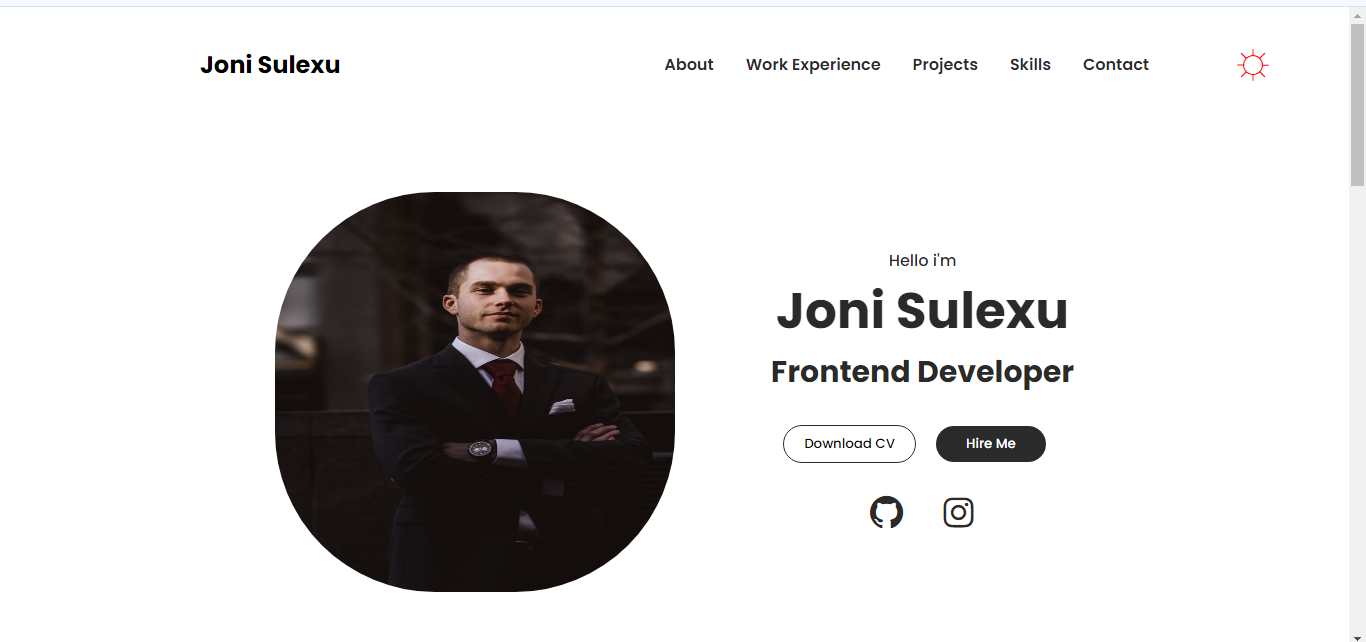 Joni Sulexu
About Work Experience Projects Skills Contact
Hello i'm
Joni Sulexu
Frontend Developer
Download CV
Hire Me